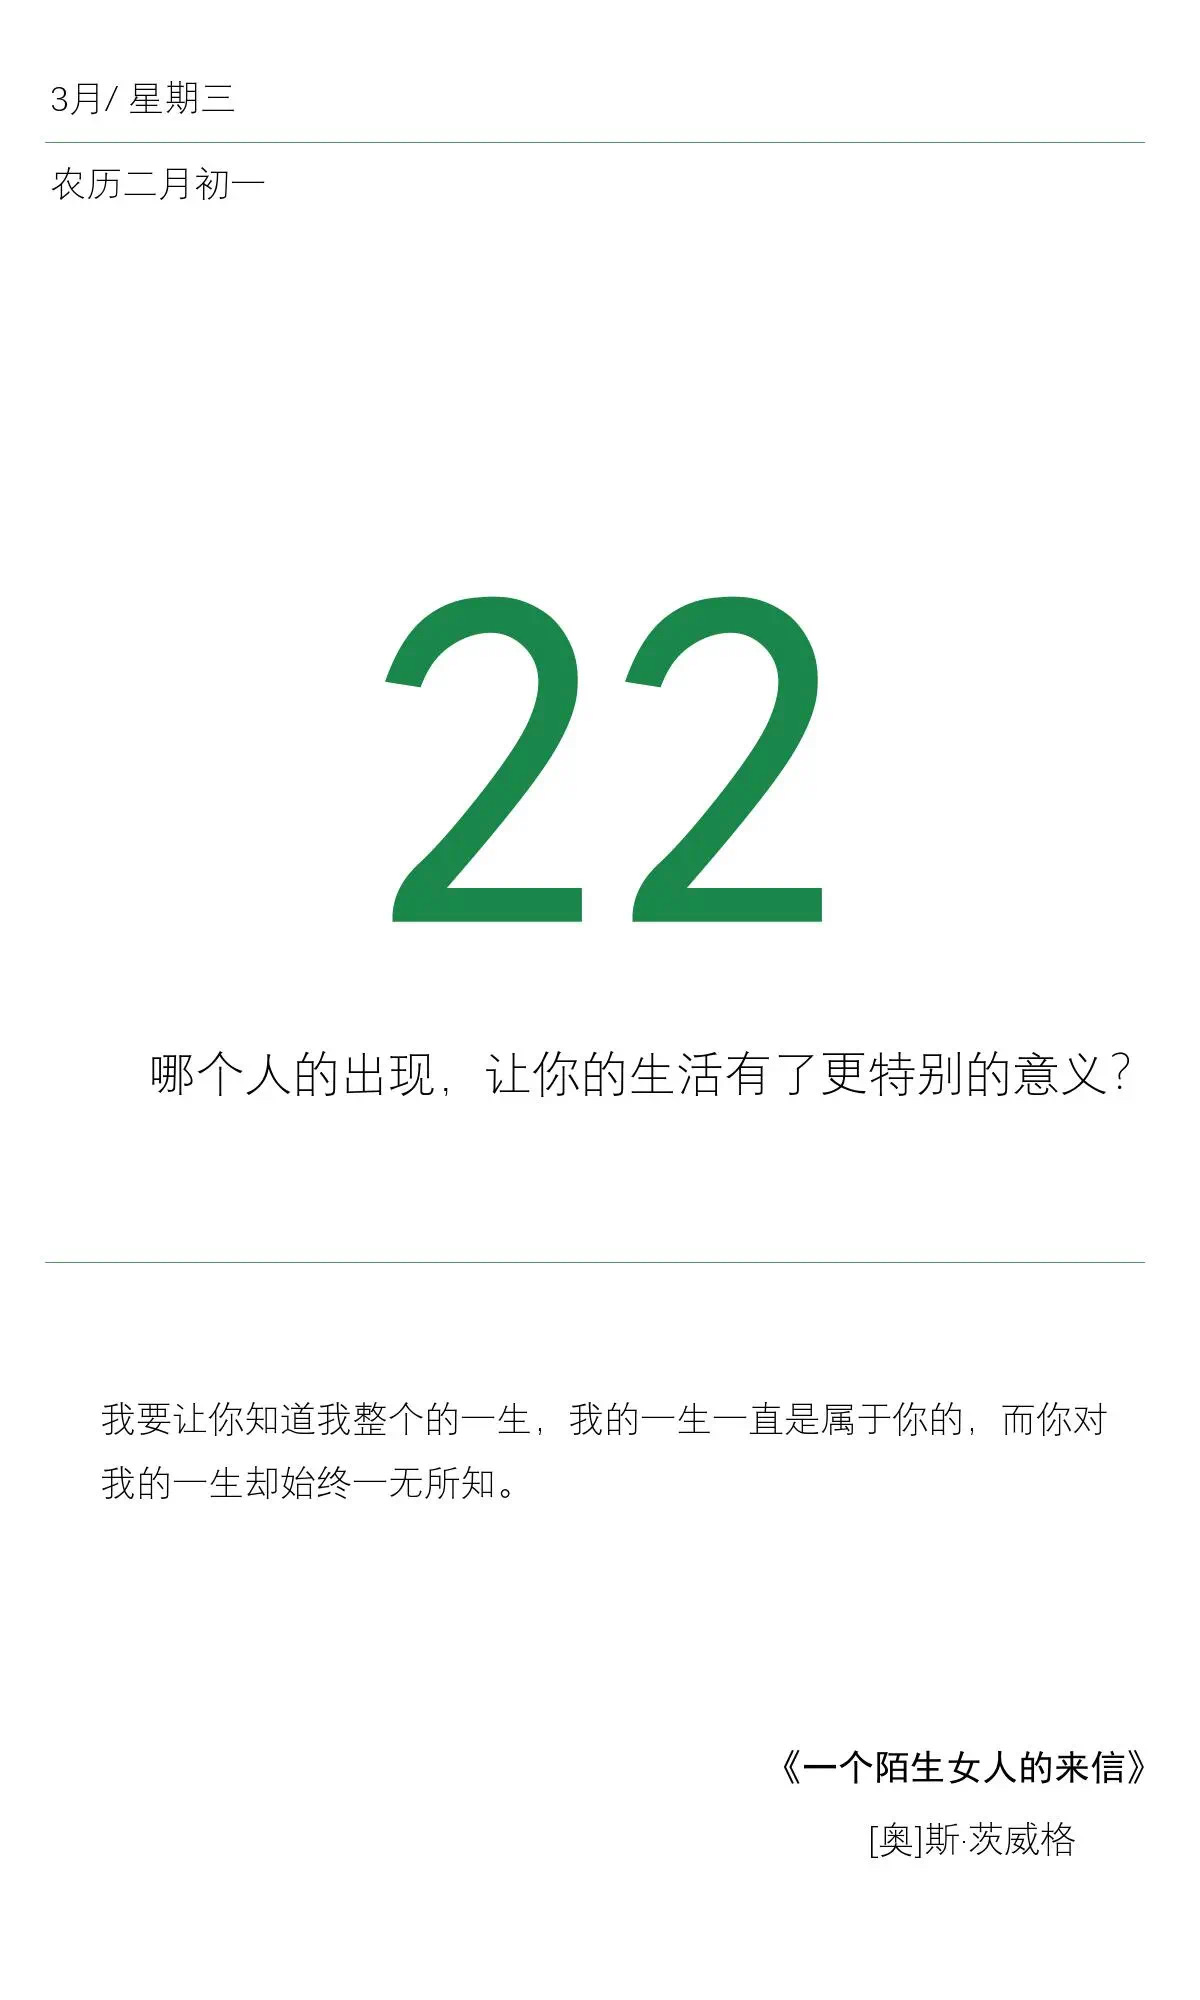 3月/ 星期三
农历二月初一
22
哪个人的出现，让你的生活有了更特别的意义？
我要让你知道我整个的一生，我的一生一直是属于你的，而你对
我的一生却始终一无所知。
《一个陌生女人的来信》
[奥]斯·茨威格